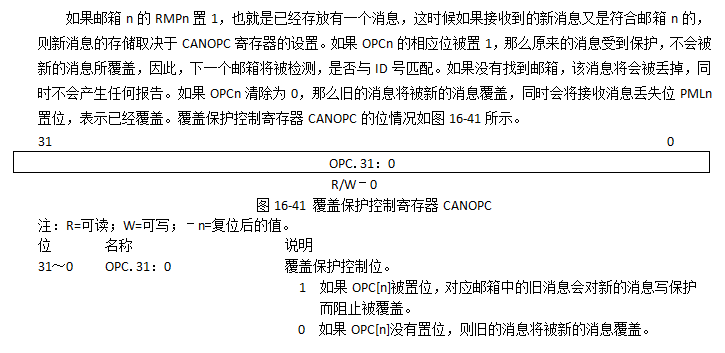 如果邮箱 n 的 RMPn 置 1，也就是已经存放有一个消息，这时候如果接收到的新消息又是符合邮箱 n 的，
则新消息的存储取决于 CANOPC 寄存器的设置。如果 OPCn 的相应位被置 1，那么原来的消息受到保护，不会被
新的消息所覆盖，因此，下一个邮箱将被检测，是否与 ID 号匹配。如果没有找到邮箱，该消息将会被丢掉，同
时不会产生任何报告。如果 OPCn 清除为 0，那么旧的消息将被新的消息覆盖，同时会将接收消息丢失位 PMLn
置位，表示已经覆盖。覆盖保护控制寄存器 CANOPC 的位情况如图 16-41 所示。
31 0
OPC.31：0
R/W－0
图 16-41 覆盖保护控制寄存器 CANOPC
注：R=可读；W=可写；－n=复位后的值。
位 名称 说明
31～0 OPC.31：0 覆盖保护控制位。
1 如果 OPC[n]被置位，对应邮箱中的旧消息会对新的消息写保护
而阻止被覆盖。
0 如果 OPC[n]没有置位，则旧的消息将被新的消息覆盖。